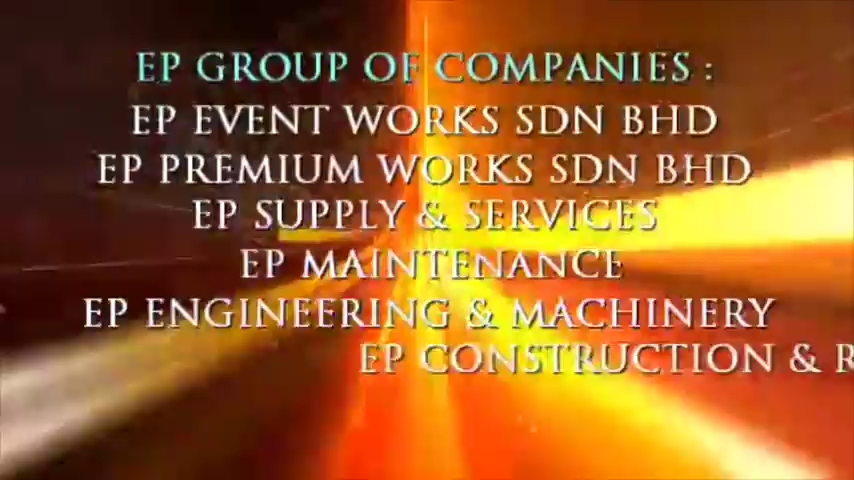 EP GROUP OF COMPANIES :
EP EVENT WORKS SDN BHD
EP PREMIUM WORKS SDN BHD
EP SUPPLY & SERVICES
EP MAINTENANCE
EP ENGINEERING & MACHINERY
EP CONSTRUCTION &